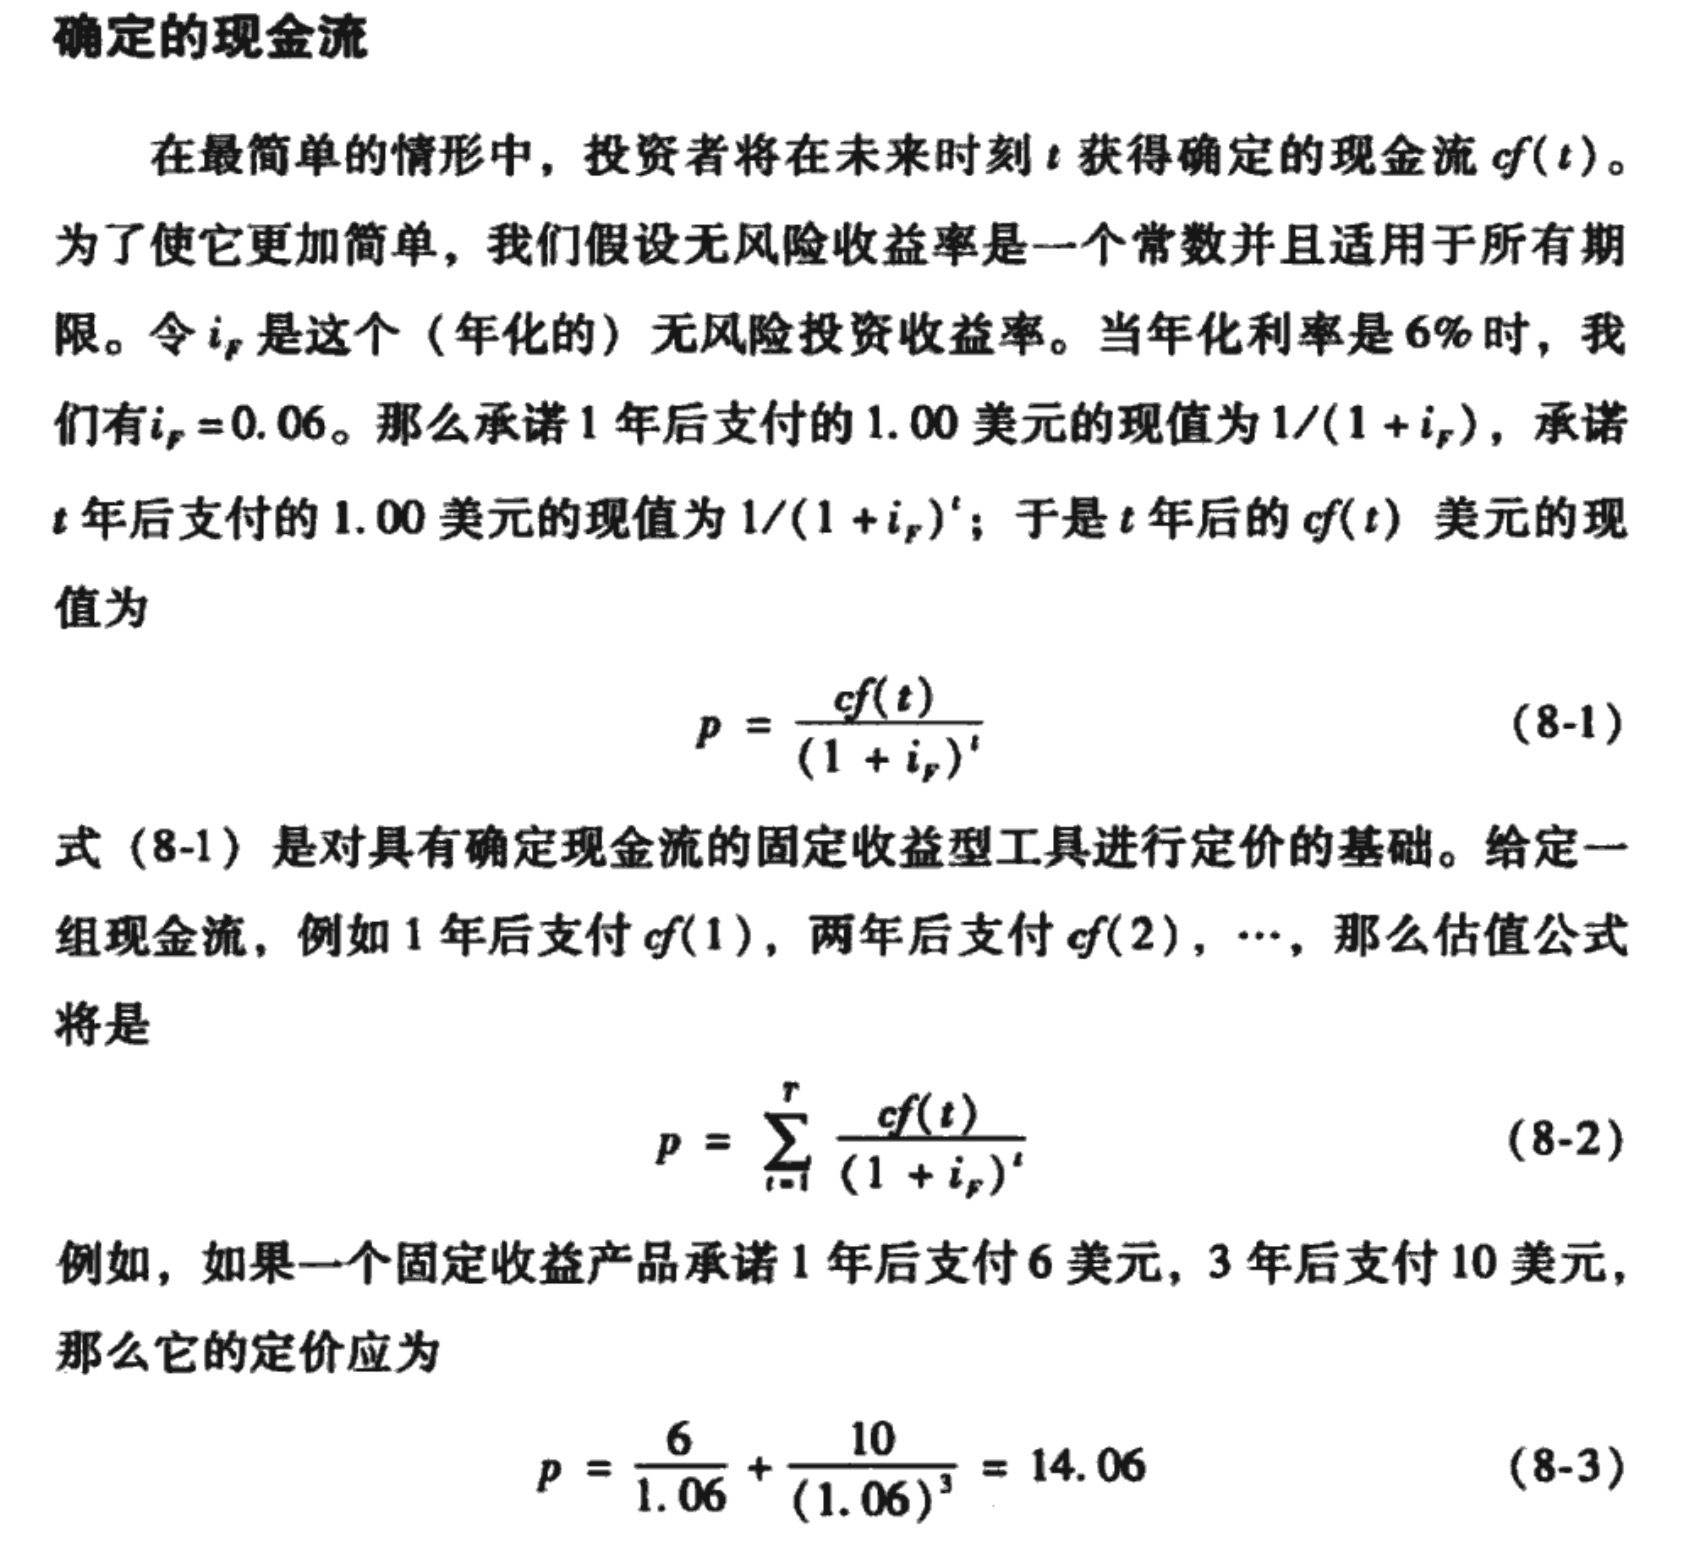 确定的现金流
在最简单的情形中，投资者将在未来时刻 t 获得确定的现金流 cf(t)。
为了使它更加简单，我们假设无风险收益率是一个常数并且适用于所有期
限。令 i_F 是这个（年化的）无风险投资收益率。当年化利率是 6% 时，我
们有 i_F = 0.06。那么承诺 1 年后支付的 1.00 美元的现值为 1/(1 + i_F)，承诺
t 年后支付的 1.00 美元的现值为 1/(1 + i_F)^t；于是 t 年后的 cf(t) 美元的现
值为
p = cf(t) / (1 + i_F)^t （8-1）
式（8-1）是对具有确定现金流的固定收益型工具进行定价的基础。给定一
组现金流，例如 1 年后支付 cf(1)，两年后支付 cf(2)，…，那么估值公式
将是
p = ∑_{t=1}^{T} cf(t) / (1 + i_F)^t （8-2）
例如，如果一个固定收益产品承诺 1 年后支付 6 美元，3 年后支付 10 美元，
那么它的定价应为
p = 6 / 1.06 + 10 / (1.06)^3 = 14.06 （8-3）